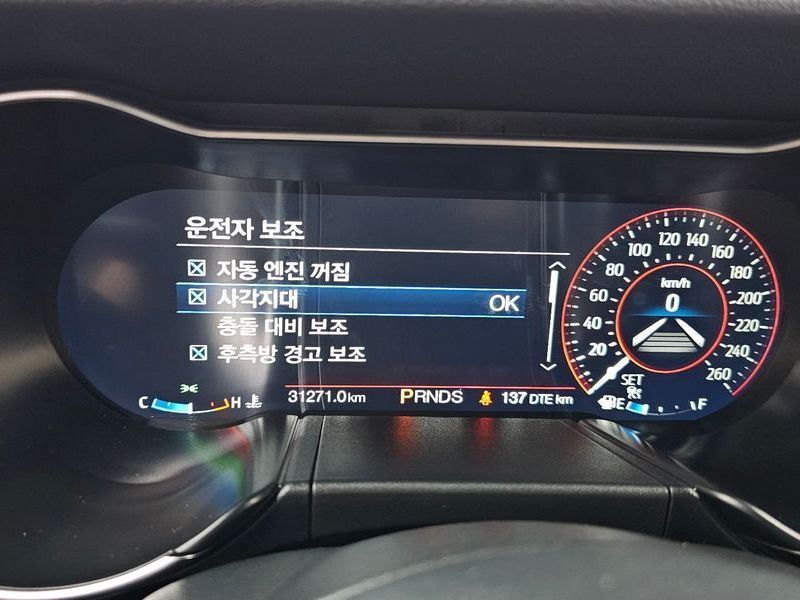 운전자 보조
자동 엔진 꺼짐
사각지대 OK
충돌 대비 보조
후측방 경고 보조
20 40 60 80 100 120 140 160 180 200 220 240 260
km/h
0
SET
C H 31271.0 km PRNDS 137 DTE km E F